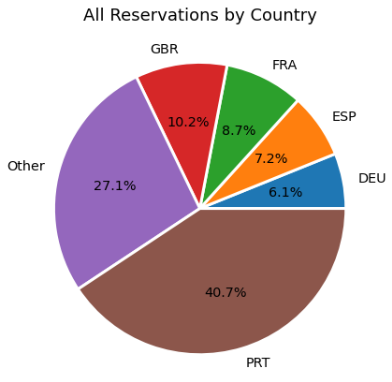 All Reservations by Country
GBR
FRA
ESP
DEU
Other
PRT
10.2%
8.7%
7.2%
6.1%
27.1%
40.7%